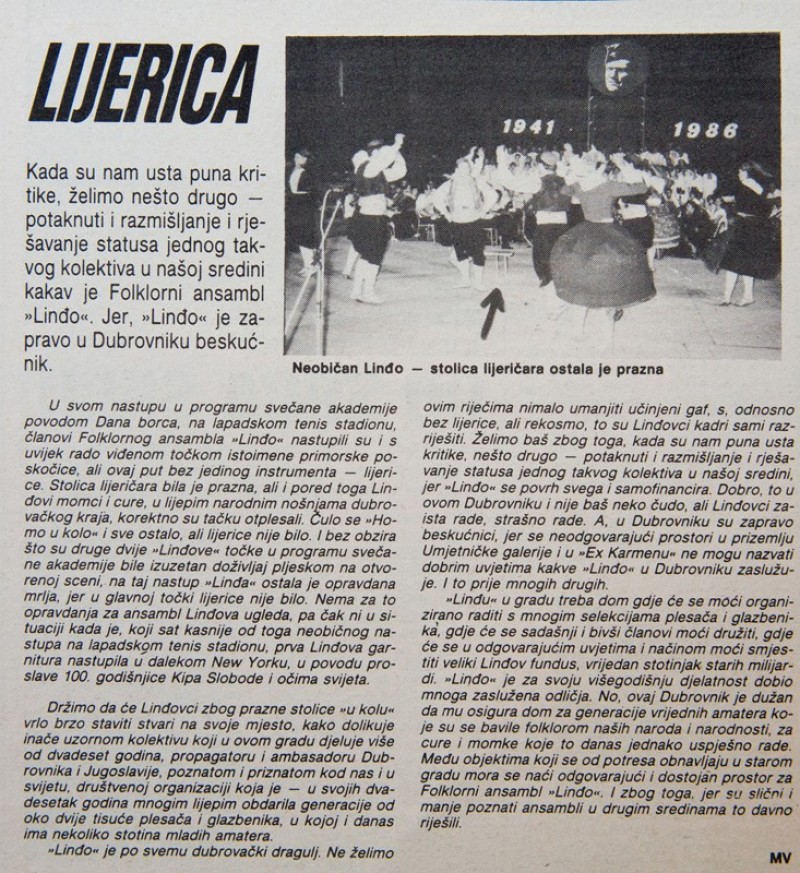 LIJERICA
Kada su nam usta puna kri-
tike, želimo nešto drugo —
potaknuti i razmišljanje i rje-
šavanje statusa jednog tak-
vog kolektiva u našoj sredini
kakav je Folklorni ansambl
»Linđo«. Jer, »Linđo« je za-
pravo u Dubrovniku beskuć-
nik.
1941
1986
Neobičan Linđo — stolica lijeričara ostala je prazna
U svom nastupu u programu svečane akademije
povodom Dana borca, na lapadskom tenis stadionu,
članovi Folklornog ansambla »Linđo« nastupili su i s
uvijek rado viđenom točkom istoimene primorske po-
skočice, ali ovaj put bez jedinog instrumenta — lijeri-
ce. Stolica lijeričara bila je prazna, ali i pored toga Lin-
đovi momci i cure, u lijepim narodnim nošnjama dubro-
vačkog kraja, korektno su tačku otplesali. Čulo se »Ho-
mo u kolo« i sve ostalo, ali lijerice nije bilo. I bez obzira
što su druge dvije »Linđove« točke u programu sveča-
ne akademije bile izuzetan doživljaj pljeskom na otvo-
renoj sceni, na taj nastup »Linđa« ostala je opravdana
mrlja, jer u glavnoj točki lijerice nije bilo. Nema za to
opravdanja za ansambl Linđova ugleda, pa čak ni u si-
tuaciji kada je, koji sat kasnije od toga neobičnog na-
stupa na lapadskom tenis stadionu, prva Linđova gar-
nitura nastupila u dalekom New Yorku, u povodu pro-
slave 100. godišnjice Kipa Slobode i očima svijeta.
Držimo da će Linđovci zbog prazne stolice »u kolu«
vrlo brzo staviti stvari na svoje mjesto, kako dolikuje
inače uzornom kolektivu koji u ovom gradu djeluje više
od dvadeset godina, propagatoru i ambasadoru Dub-
rovnika i Jugoslavije, poznatom i priznatom kod nas i u
svijetu, društvenoj organizaciji koja je — u svojih dva-
desetak godina mnogim lijepim obdarila generacije od
oko dvije tisuće plesača i glazbenika, u kojoj i danas
ima nekoliko stotina mladih amatera.
»Linđo« je po svemu dubrovački dragulj. Ne želimo
ovim riječima nimalo umanjiti učinjeni gaf, s, odnosno
bez lijerice, ali rekosmo, to su Linđovci kadri sami raz-
riješiti. Želimo baš zbog toga, kada su nam usta puna
kritike, nešto drugo — potaknuti i razmišljanje i rješa-
vanje statusa jednog takvog kolektiva u našoj sredini,
jer »Linđo« se povrh svega i samofinancira. Dobro, to u
ovom Dubrovniku i nije baš neko čudo, ali Linđovci za-
ista rade, strašno rade. A, u Dubrovniku su zapravo
beskućnici, jer se neodgovarajući prostori u prizemlju
Umjetničke galerije i u »Ex Karmenu« ne mogu nazvati
dobrim uvjetima kakve »Linđo« u Dubrovniku zaslužu-
je. I to prije mnogih drugih.
»Linđu« u gradu treba dom gdje će se moći organi-
zirano raditi s mnogim selekcijama plesača i glazbeni-
ka, gdje će se sadašnji i bivši članovi moći družiti, gdje
će se u odgovarajućim uvjetima i načinom moći smjes-
titi veliki Linđov fundus, vrijedan stotinjak starih milijar-
di. »Linđo« je za svoju višegodišnju djelatnost dobio
mnoga zaslužena odličja. No, ovaj Dubrovnik je dužan
da mu osigura dom za generacije vrijednih amatera ko-
je su se bavile folklorom naših naroda i narodnosti, za
cure i momke koje to danas jednako uspješno rade.
Među objektima koji se od potresa obnavljaju u starom
gradu mora se naći odgovarajući i dostojan prostor za
Folklorni ansambl »Linđo«. I zbog toga, jer su slični i
manje poznati ansambli u drugim sredinama to davno
riješili.
MV